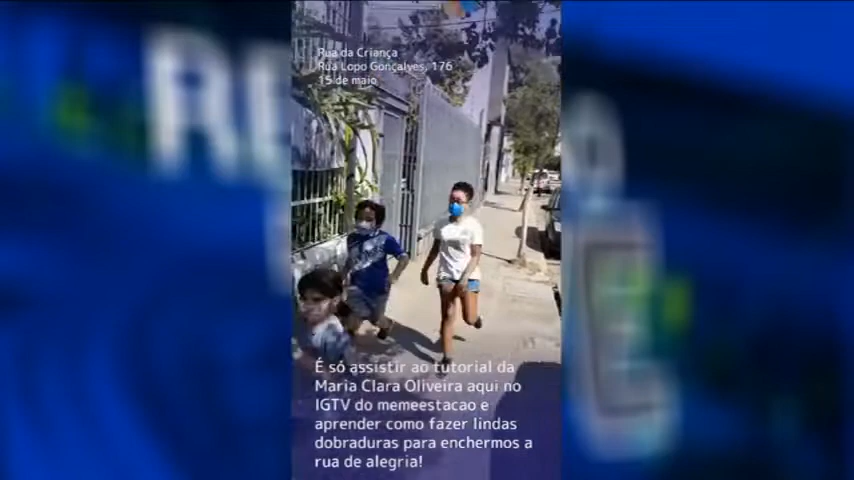 Rua da Criança
Rua Lopo Gonçalves, 176
15 de maio
É só assistir ao tutorial da
Maria Clara Oliveira aqui no
IGTV do memeestacao e
aprender como fazer lindas
dobraduras para enchermos a
rua de alegria!